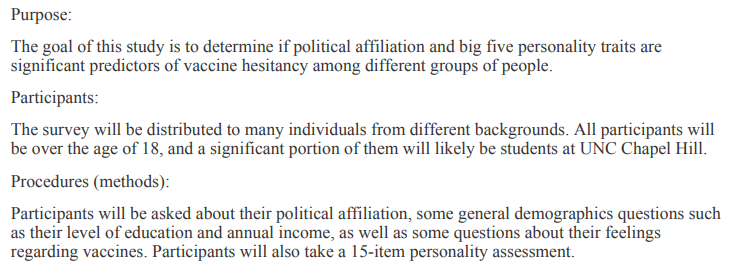 Purpose:
The goal of this study is to determine if political affiliation and big five personality traits are
significant predictors of vaccine hesitancy among different groups of people.
Participants:
The survey will be distributed to many individuals from different backgrounds. All participants will
be over the age of 18, and a significant portion of them will likely be students at UNC Chapel Hill.
Procedures (methods):
Participants will be asked about their political affiliation, some general demographics questions such
as their level of education and annual income, as well as some questions about their feelings
regarding vaccines. Participants will also take a 15-item personality assessment.